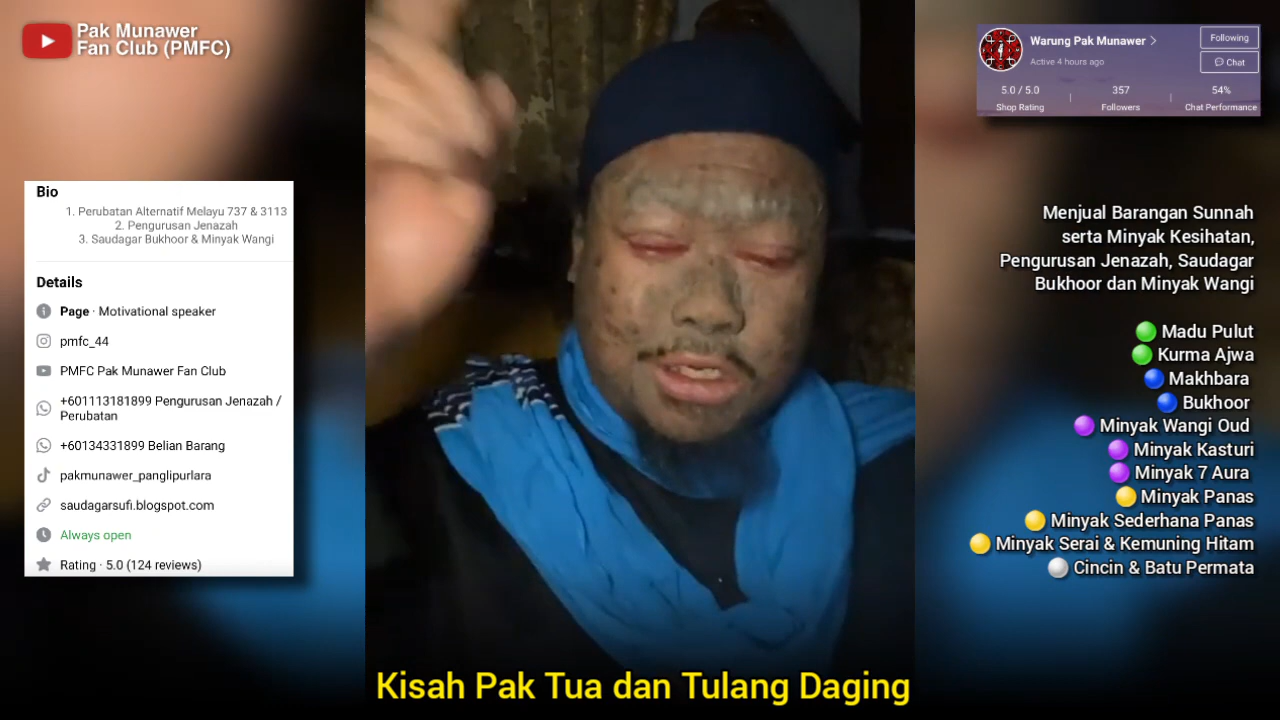 Pak Munawer
Fan Club (PMFC)
Bio
1. Perubatan Alternatif Melayu 737 & 3113
2. Pengurusan Jenazah
3. Saudagar Bukhoor & Minyak Wangi
Details
Page · Motivational speaker
pmfc_44
PMFC Pak Munawer Fan Club
+601113181899 Pengurusan Jenazah /
Perubatan
+60134331899 Belian Barang
pakmunawer_panglipurlara
saudagarsufi.blogspot.com
Always open
Rating · 5.0 (124 reviews)
Kisah Pak Tua dan Tulang Daging
Warung Pak Munawer
Following
Active 4 hours ago
Chat
5.0 / 5.0 357 54%
Shop Rating Followers Chat Performance
Menjual Barangan Sunnah
serta Minyak Kesihatan,
Pengurusan Jenazah, Saudagar
Bukhoor dan Minyak Wangi
Madu Pulut
Kurma Ajwa
Makhbara
Bukhoor
Minyak Wangi Oud
Minyak Kasturi
Minyak 7 Aura
Minyak Panas
Minyak Sederhana Panas
Minyak Serai & Kemuning Hitam
Cincin & Batu Permata